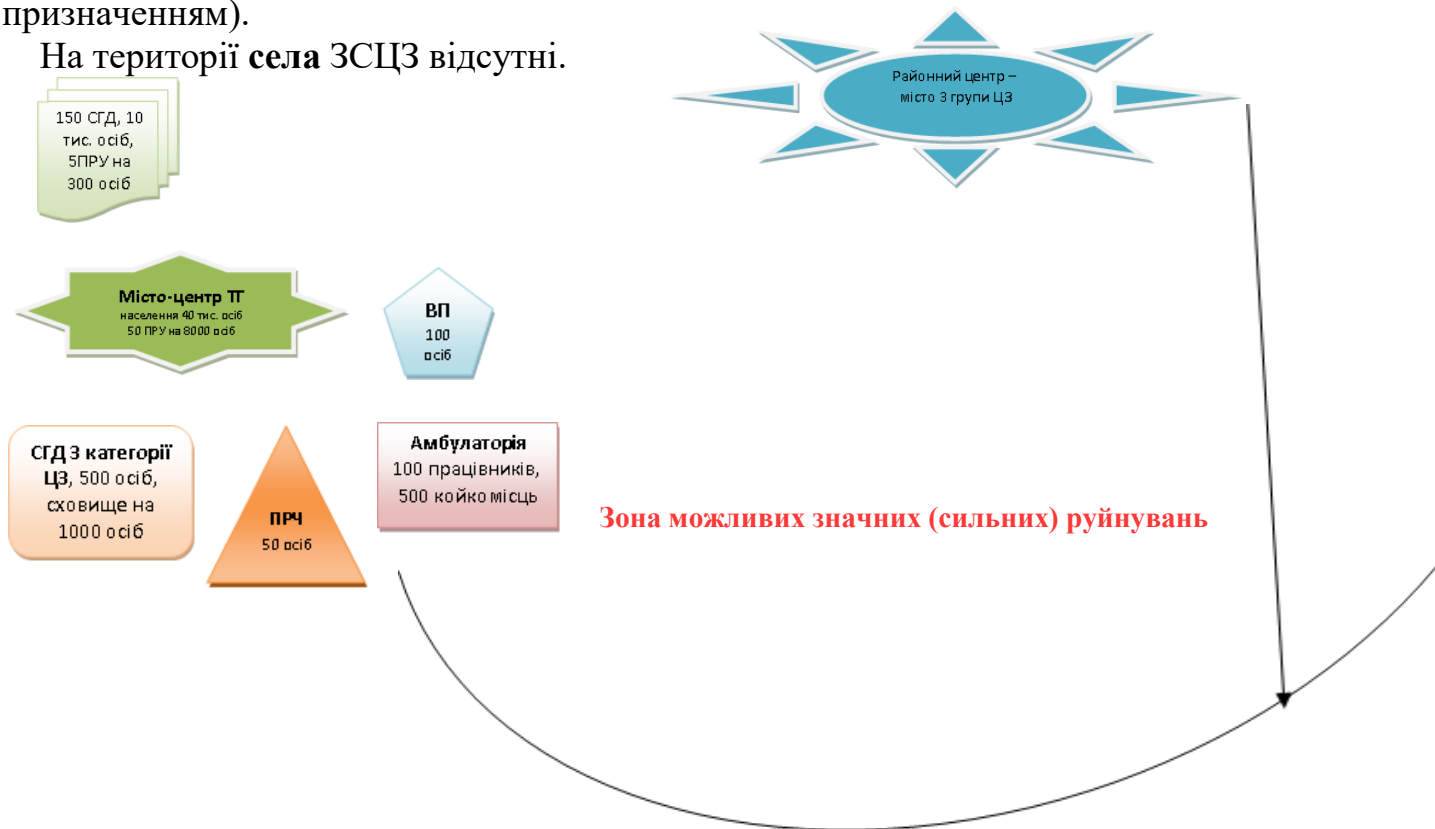 призначенням).
На території села ЗСЦЗ відсутні.
150 СГД, 10
тис. осіб,
5ПРУ на
300 осіб
Районний центр –
місто 3 групи ЦЗ
Місто-центр ТГ
населення 40 тис. осіб
50 ПРУ на 8000 осіб
ВП
100
осіб
СГД 3 категорії
ЦЗ, 500 осіб,
сховище на
1000 осіб
ПРЧ
50 осіб
Амбулаторія
100 працівників,
500 койко місць
Зона можливих значних (сильних) руйнувань